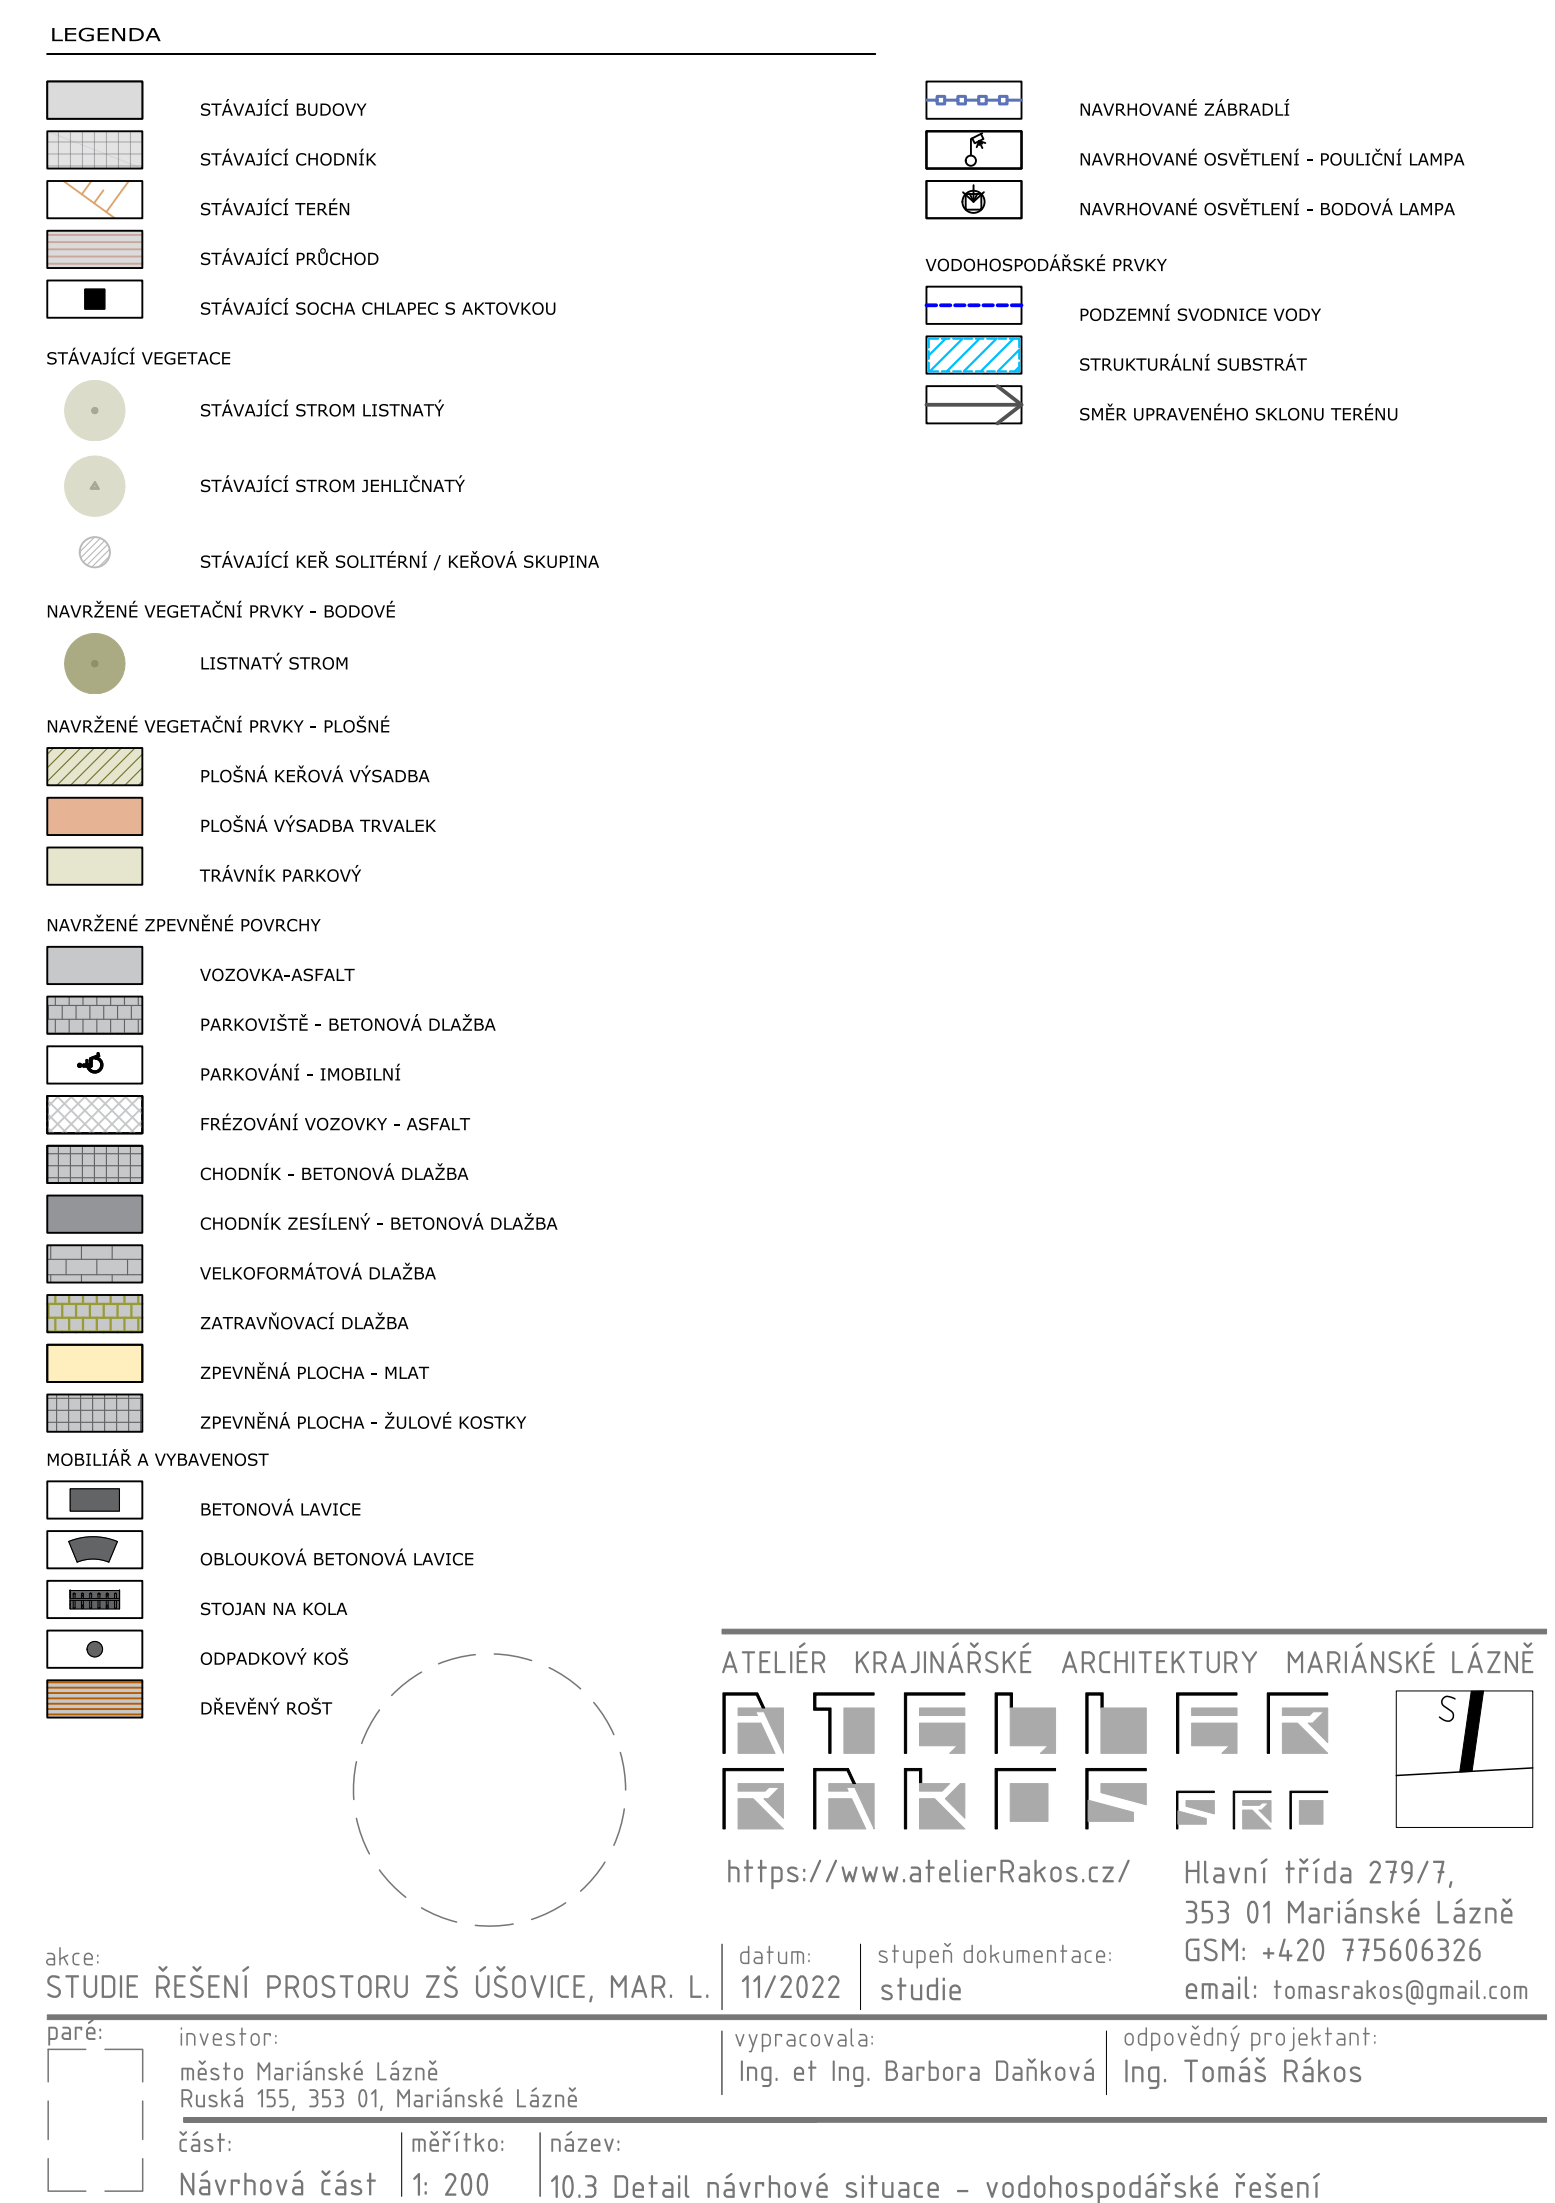 LEGENDA
STÁVAJÍCÍ BUDOVY
STÁVAJÍCÍ CHODNÍK
STÁVAJÍCÍ TERÉN
STÁVAJÍCÍ PRŮCHOD
STÁVAJÍCÍ SOCHA CHLAPEC S AKTOVKOU
STÁVAJÍCÍ VEGETACE
STÁVAJÍCÍ STROM LISTNATÝ
STÁVAJÍCÍ STROM JEHLIČNATÝ
STÁVAJÍCÍ KEŘ SOLITÉRNÍ / KEŘOVÁ SKUPINA
NAVRŽENÉ VEGETAČNÍ PRVKY - BODOVÉ
LISTNATÝ STROM
NAVRŽENÉ VEGETAČNÍ PRVKY - PLOŠNÉ
PLOŠNÁ KEŘOVÁ VÝSADBA
PLOŠNÁ VÝSADBA TRVALEK
TRÁVNÍK PARKOVÝ
NAVRŽENÉ ZPEVNĚNÉ POVRCHY
VOZOVKA-ASFALT
PARKOVIŠTĚ - BETONOVÁ DLAŽBA
PARKOVÁNÍ - IMOBILNÍ
FRÉZOVÁNÍ VOZOVKY - ASFALT
CHODNÍK - BETONOVÁ DLAŽBA
CHODNÍK ZESÍLENÝ - BETONOVÁ DLAŽBA
VELKOFORMÁTOVÁ DLAŽBA
ZATRAVŇOVACÍ DLAŽBA
ZPEVNĚNÁ PLOCHA - MLAT
ZPEVNĚNÁ PLOCHA - ŽULOVÉ KOSTKY
MOBILIÁŘ A VYBAVENOST
BETONOVÁ LAVICE
OBLOUKOVÁ BETONOVÁ LAVICE
STOJAN NA KOLA
ODPADKOVÝ KOŠ
DŘEVĚNÝ ROŠT
NAVRHOVANÉ ZÁBRADLÍ
NAVRHOVANÉ OSVĚTLENÍ - POULIČNÍ LAMPA
NAVRHOVANÉ OSVĚTLENÍ - BODOVÁ LAMPA
VODOHOSPODÁŘSKÉ PRVKY
PODZEMNÍ SVODNICE VODY
STRUKTURÁLNÍ SUBSTRÁT
SMĚR UPRAVENÉHO SKLONU TERÉNU
ATELIÉR KRAJINÁŘSKÉ ARCHITEKTURY MARIÁNSKÉ LÁZNĚ
ATELIER
RAKOS SRO
S
https://www.atelierRakos.cz/
Hlavní třída 279/7,
353 01 Mariánské Lázně
GSM: +420 775606326
email: tomasrakos@gmail.com
akce:
STUDIE ŘEŠENÍ PROSTORU ZŠ ÚŠOVICE, MAR. L.
datum:
11/2022
stupeň dokumentace:
studie
paré:
investor:
město Mariánské Lázně
Ruská 155, 353 01, Mariánské Lázně
vypracovala:
Ing. et Ing. Barbora Daňková
odpovědný projektant:
Ing. Tomáš Rákos
část:
Návrhová část
měřítko:
1: 200
název:
10.3 Detail návrhové situace - vodohospodářské řešení